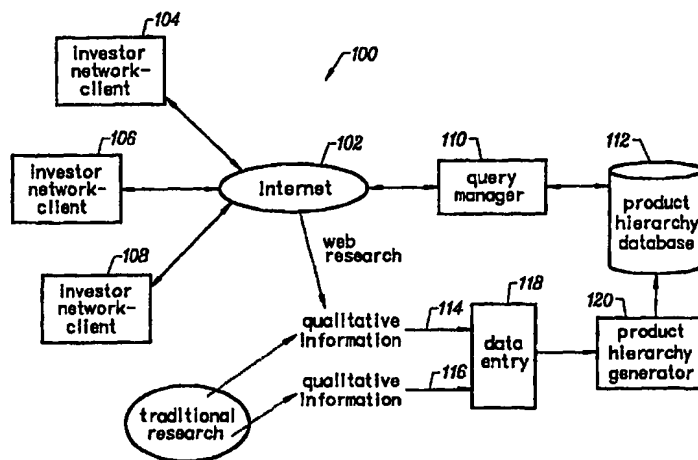 104
investor
network-
client
100
106
investor
network-
client
102
Internet
110
query
manager
112
product
hierarchy
database
108
investor
network-
client
web
research
qualitative
information
114
118
data
entry
120
product
hierarchy
generator
qualitative
information
116
traditional
research